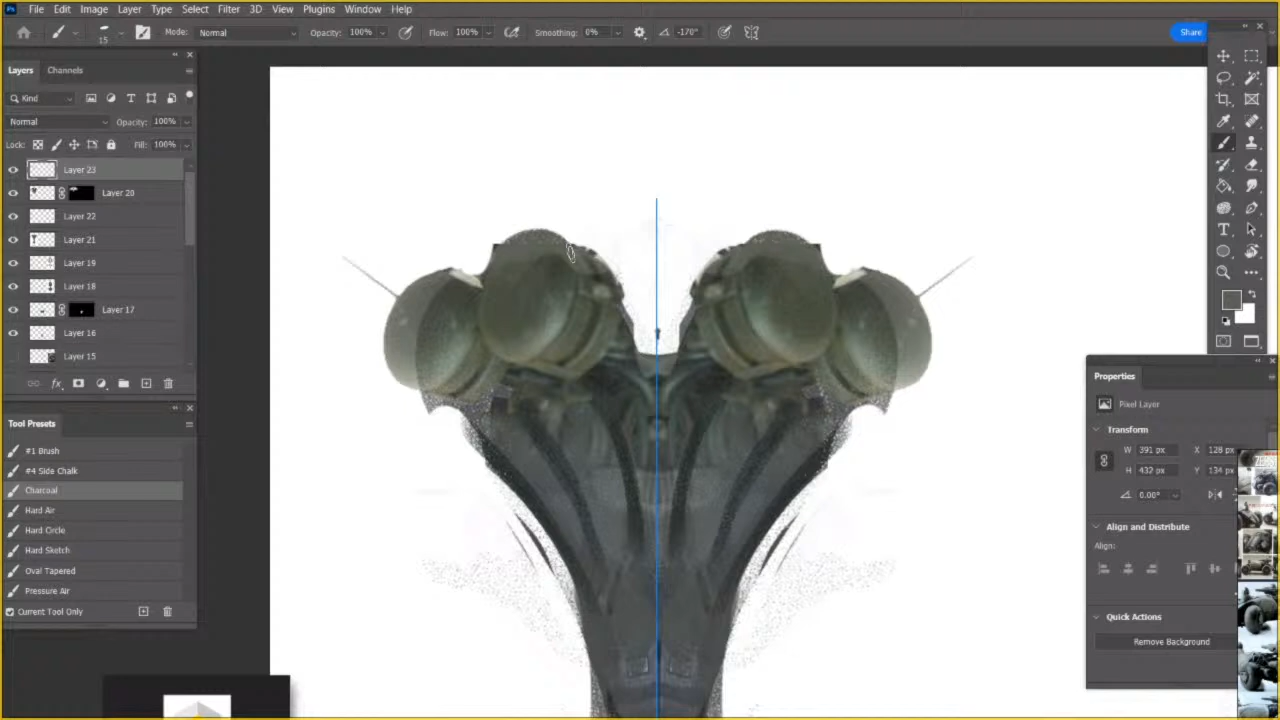 Ps File Edit Image Layer Type Select Filter 3D View Plugins Window Help
15 Mode: Normal Opacity: 100% Flow: 100% Smoothing: 0% -170° Share
Layers Channels
Kind
Normal Opacity: 100%
Lock: Fill: 100%
Layer 23
Layer 20
Layer 22
Layer 21
Layer 19
Layer 18
Layer 17
Layer 16
Layer 15
fx
Tool Presets
#1 Brush
#4 Side Chalk
Charcoal
Hard Air
Hard Circle
Hard Sketch
Oval Tapered
Pressure Air
Current Tool Only
Properties
Pixel Layer
Transform
W 391 px X 128 px
H 432 px Y 134 px
0.00°
Align and Distribute
Align:
Quick Actions
Remove Background